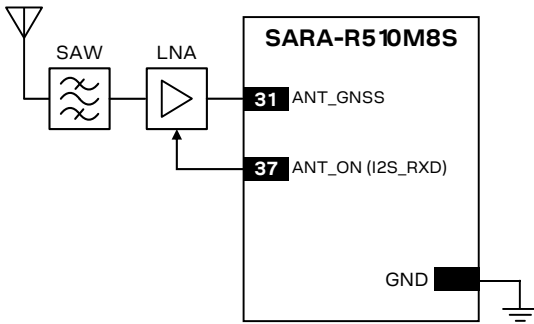 SARA-R510M8S
SAW
LNA
31 ANT_GNSS
37 ANT_ON (I2S_RXD)
GND